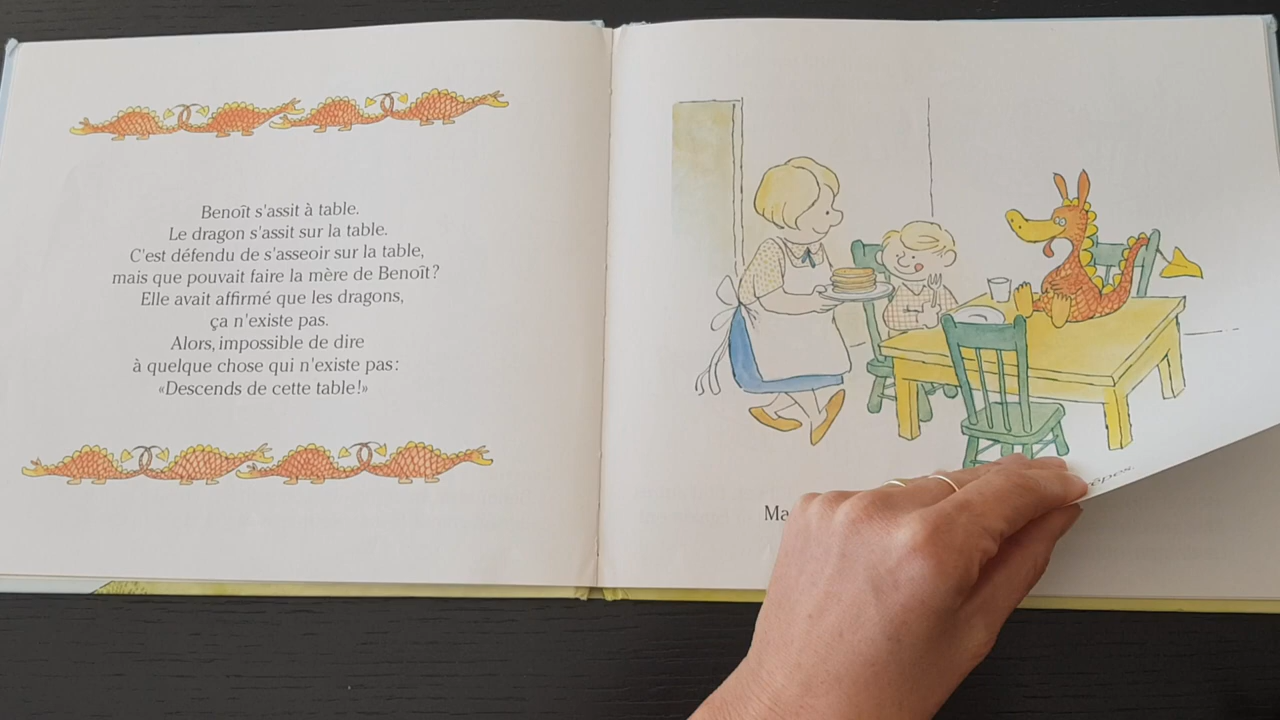 Benoît s'assit à table.
Le dragon s'assit sur la table.
C'est défendu de s'asseoir sur la table,
mais que pouvait faire la mère de Benoît?
Elle avait affirmé que les dragons,
ça n'existe pas.
Alors, impossible de dire
à quelque chose qui n'existe pas:
«Descends de cette table!»